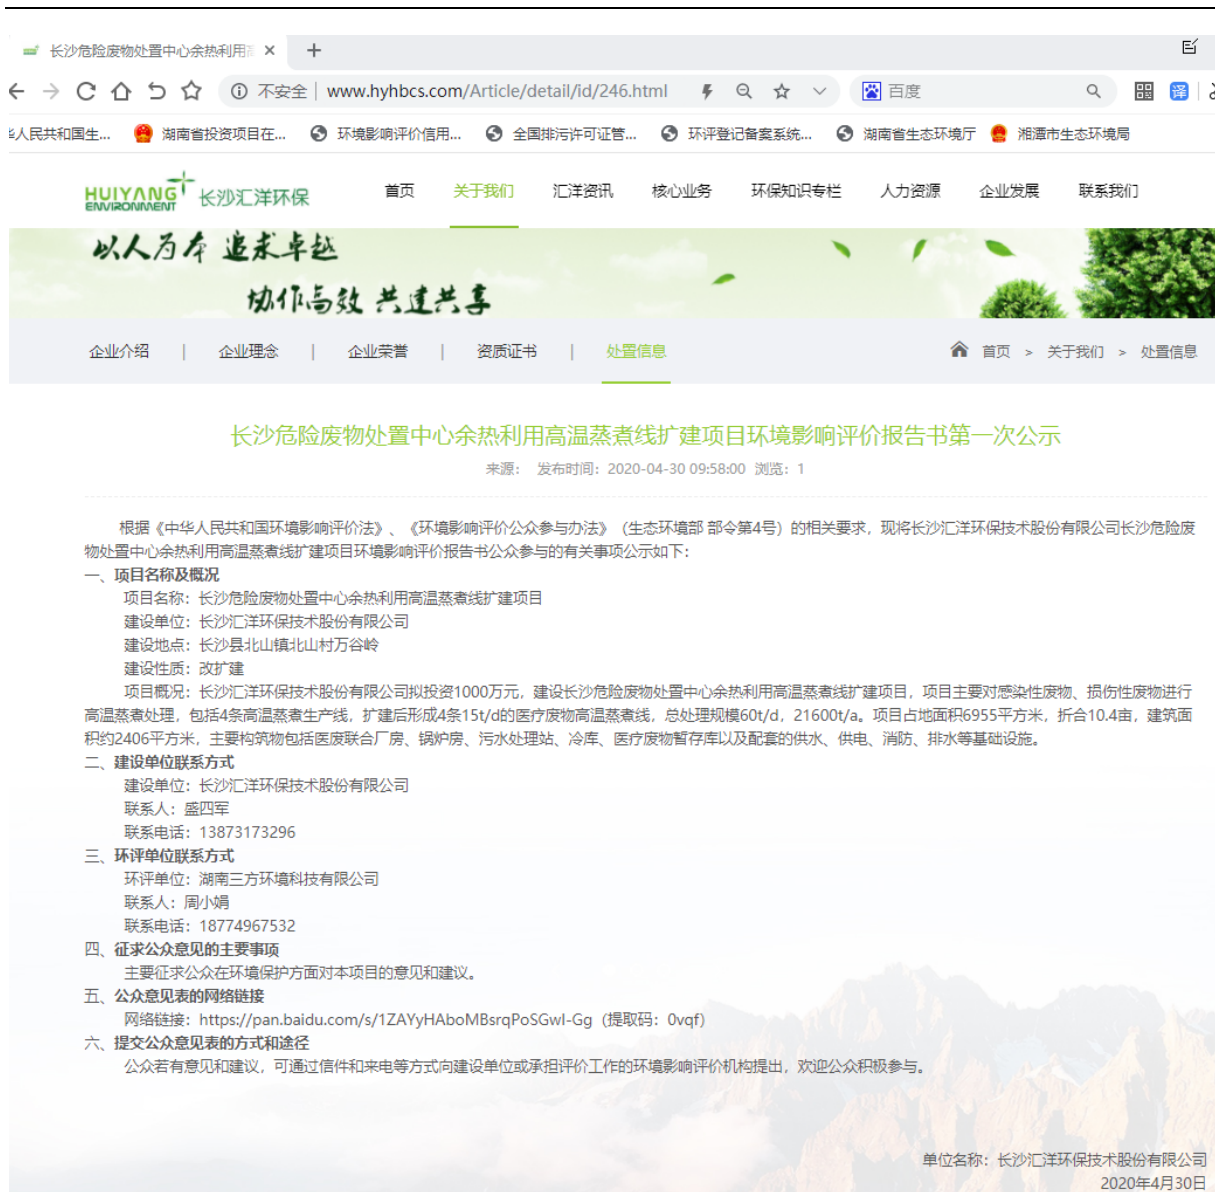 长沙危险废物处置中心余热利用
不安全 www.hyhbcs.com/Article/detail/id/246.html 百度 译
人民共和国生... 湖南省投资项目在... 环境影响评价信用... 全国排污许可证管... 环评登记备案系统... 湖南省生态环境厅 湘潭市生态环境局
HUIYANG ENVIRONMENT 长沙汇洋环保 首页 关于我们 汇洋资讯 核心业务 环保知识专栏 人力资源 企业发展 联系我们
以人为本 追求卓越
协作高效 共建共享
企业介绍 | 企业理念 | 企业荣誉 | 资质证书 | 处置信息 首页 > 关于我们 > 处置信息
长沙危险废物处置中心余热利用高温蒸煮线扩建项目环境影响评价报告书第一次公示
来源： 发布时间：2020-04-30 09:58:00 浏览：1
根据《中华人民共和国环境影响评价法》、《环境影响评价公众参与办法》（生态环境部 部令第4号）的相关要求，现将长沙汇洋环保技术股份有限公司长沙危险废
物处置中心余热利用高温蒸煮线扩建项目环境影响评价报告书公众参与的有关事项公示如下：
一、项目名称及概况
项目名称：长沙危险废物处置中心余热利用高温蒸煮线扩建项目
建设单位：长沙汇洋环保技术股份有限公司
建设地点：长沙县北山镇北山村万谷岭
建设性质：改扩建
项目概况：长沙汇洋环保技术股份有限公司拟投资1000万元，建设长沙危险废物处置中心余热利用高温蒸煮线扩建项目，项目主要对感染性废物、损伤性废物进行
高温蒸煮处理，包括4条高温蒸煮生产线，扩建后形成4条15t/d的医疗废物高温蒸煮线，总处理规模60t/d，21600t/a。项目占地面积6955平方米，折合10.4亩，建筑面
积约2406平方米，主要构筑物包括医废联合厂房、锅炉房、污水处理站、冷库、医疗废物暂存库以及配套的供水、供电、消防、排水等基础设施。
二、建设单位联系方式
建设单位：长沙汇洋环保技术股份有限公司
联系人：盛四军
联系电话：13873173296
三、环评单位联系方式
环评单位：湖南三方环境科技有限公司
联系人：周小娟
联系电话：18774967532
四、征求公众意见的主要事项
主要征求公众在环境保护方面对本项目的意见和建议。
五、公众意见表的网络链接
网络链接：https://pan.baidu.com/s/1ZAYyHAboMBsrqPoSGwI-Gg（提取码：0vqf）
六、提交公众意见表的方式和途径
公众若有意见和建议，可通过信件和来电等方式向建设单位或承担评价工作的环境影响评价机构提出，欢迎公众积极参与。
单位名称：长沙汇洋环保技术股份有限公司
2020年4月30日